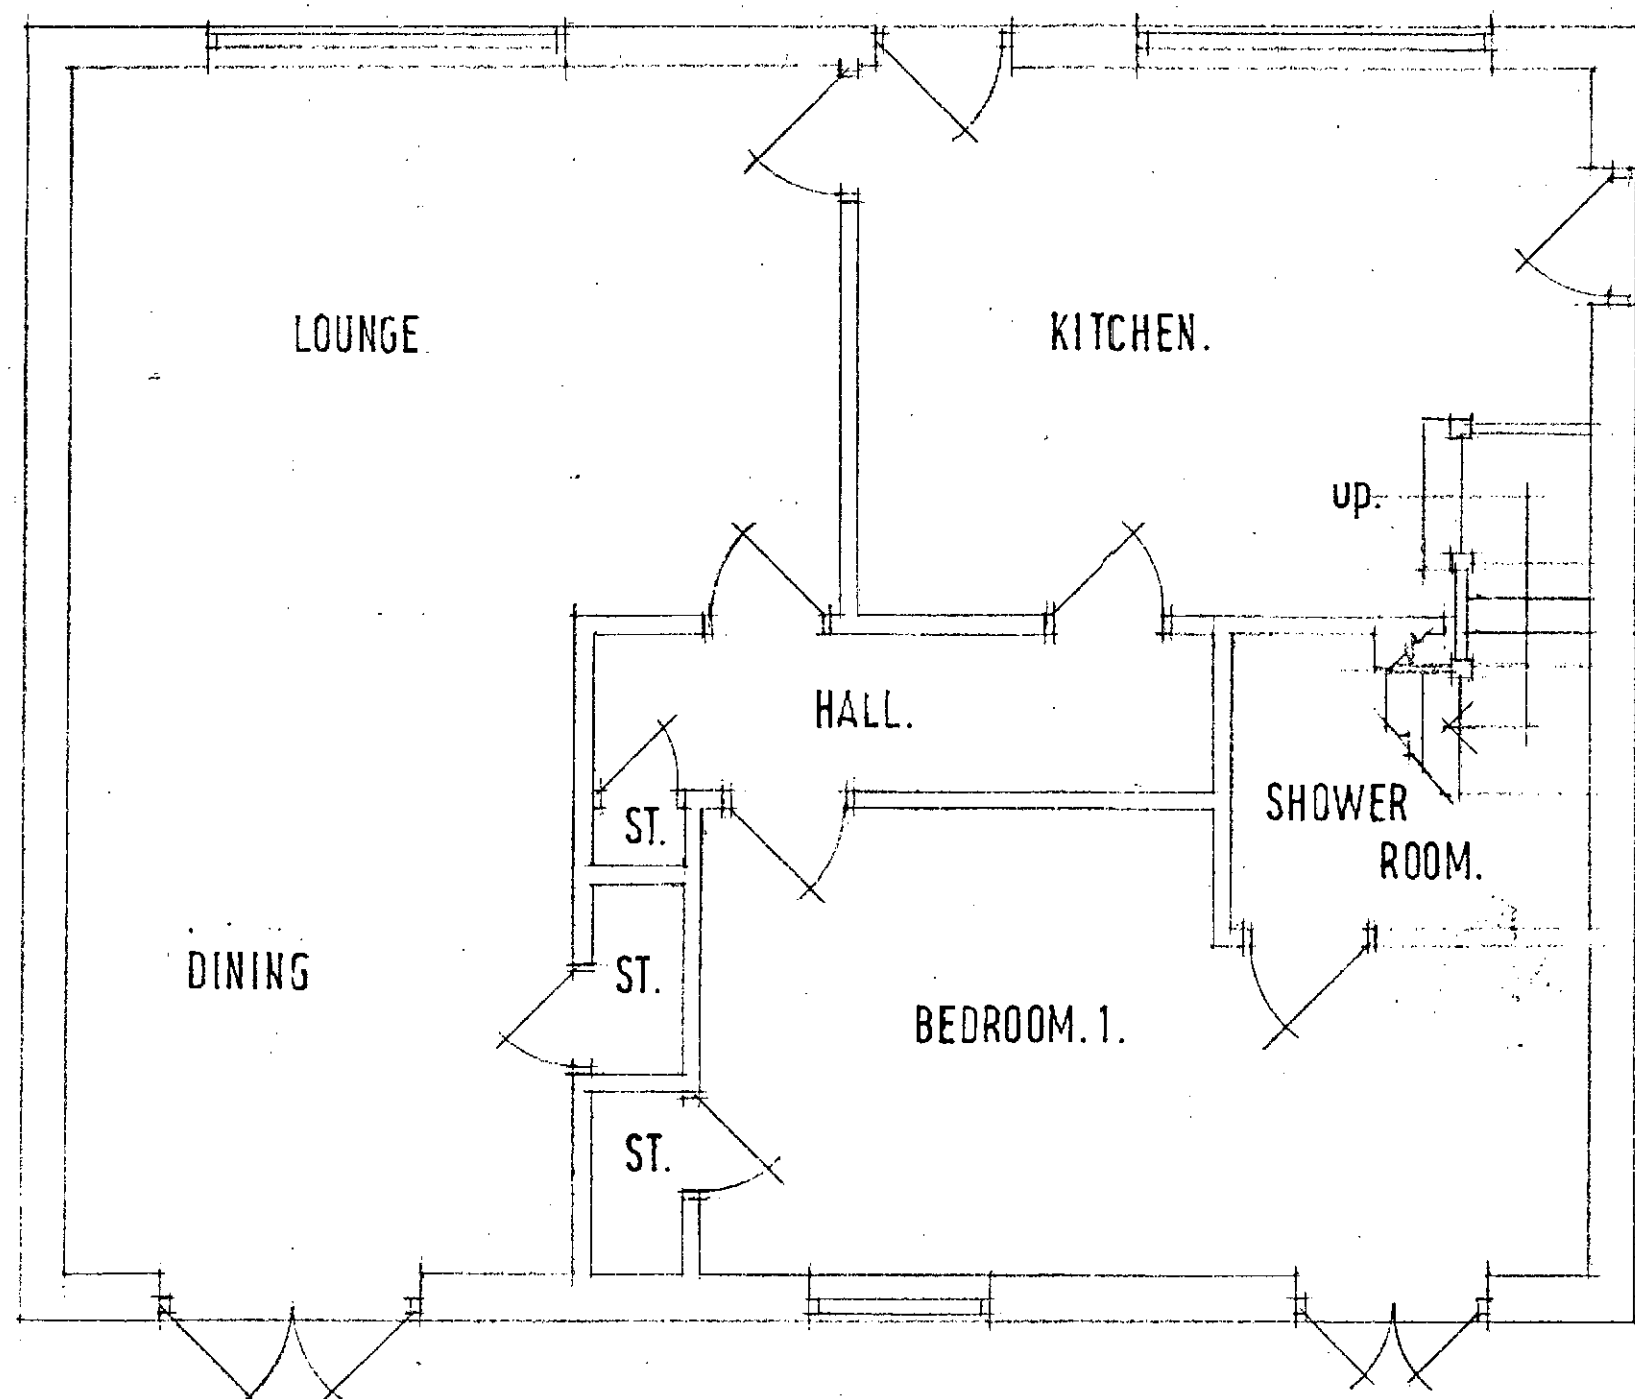 LOUNGE
KITCHEN.
up.
HALL.
SHOWER
ROOM.
ST.
DINING
ST.
BEDROOM.1.
ST.